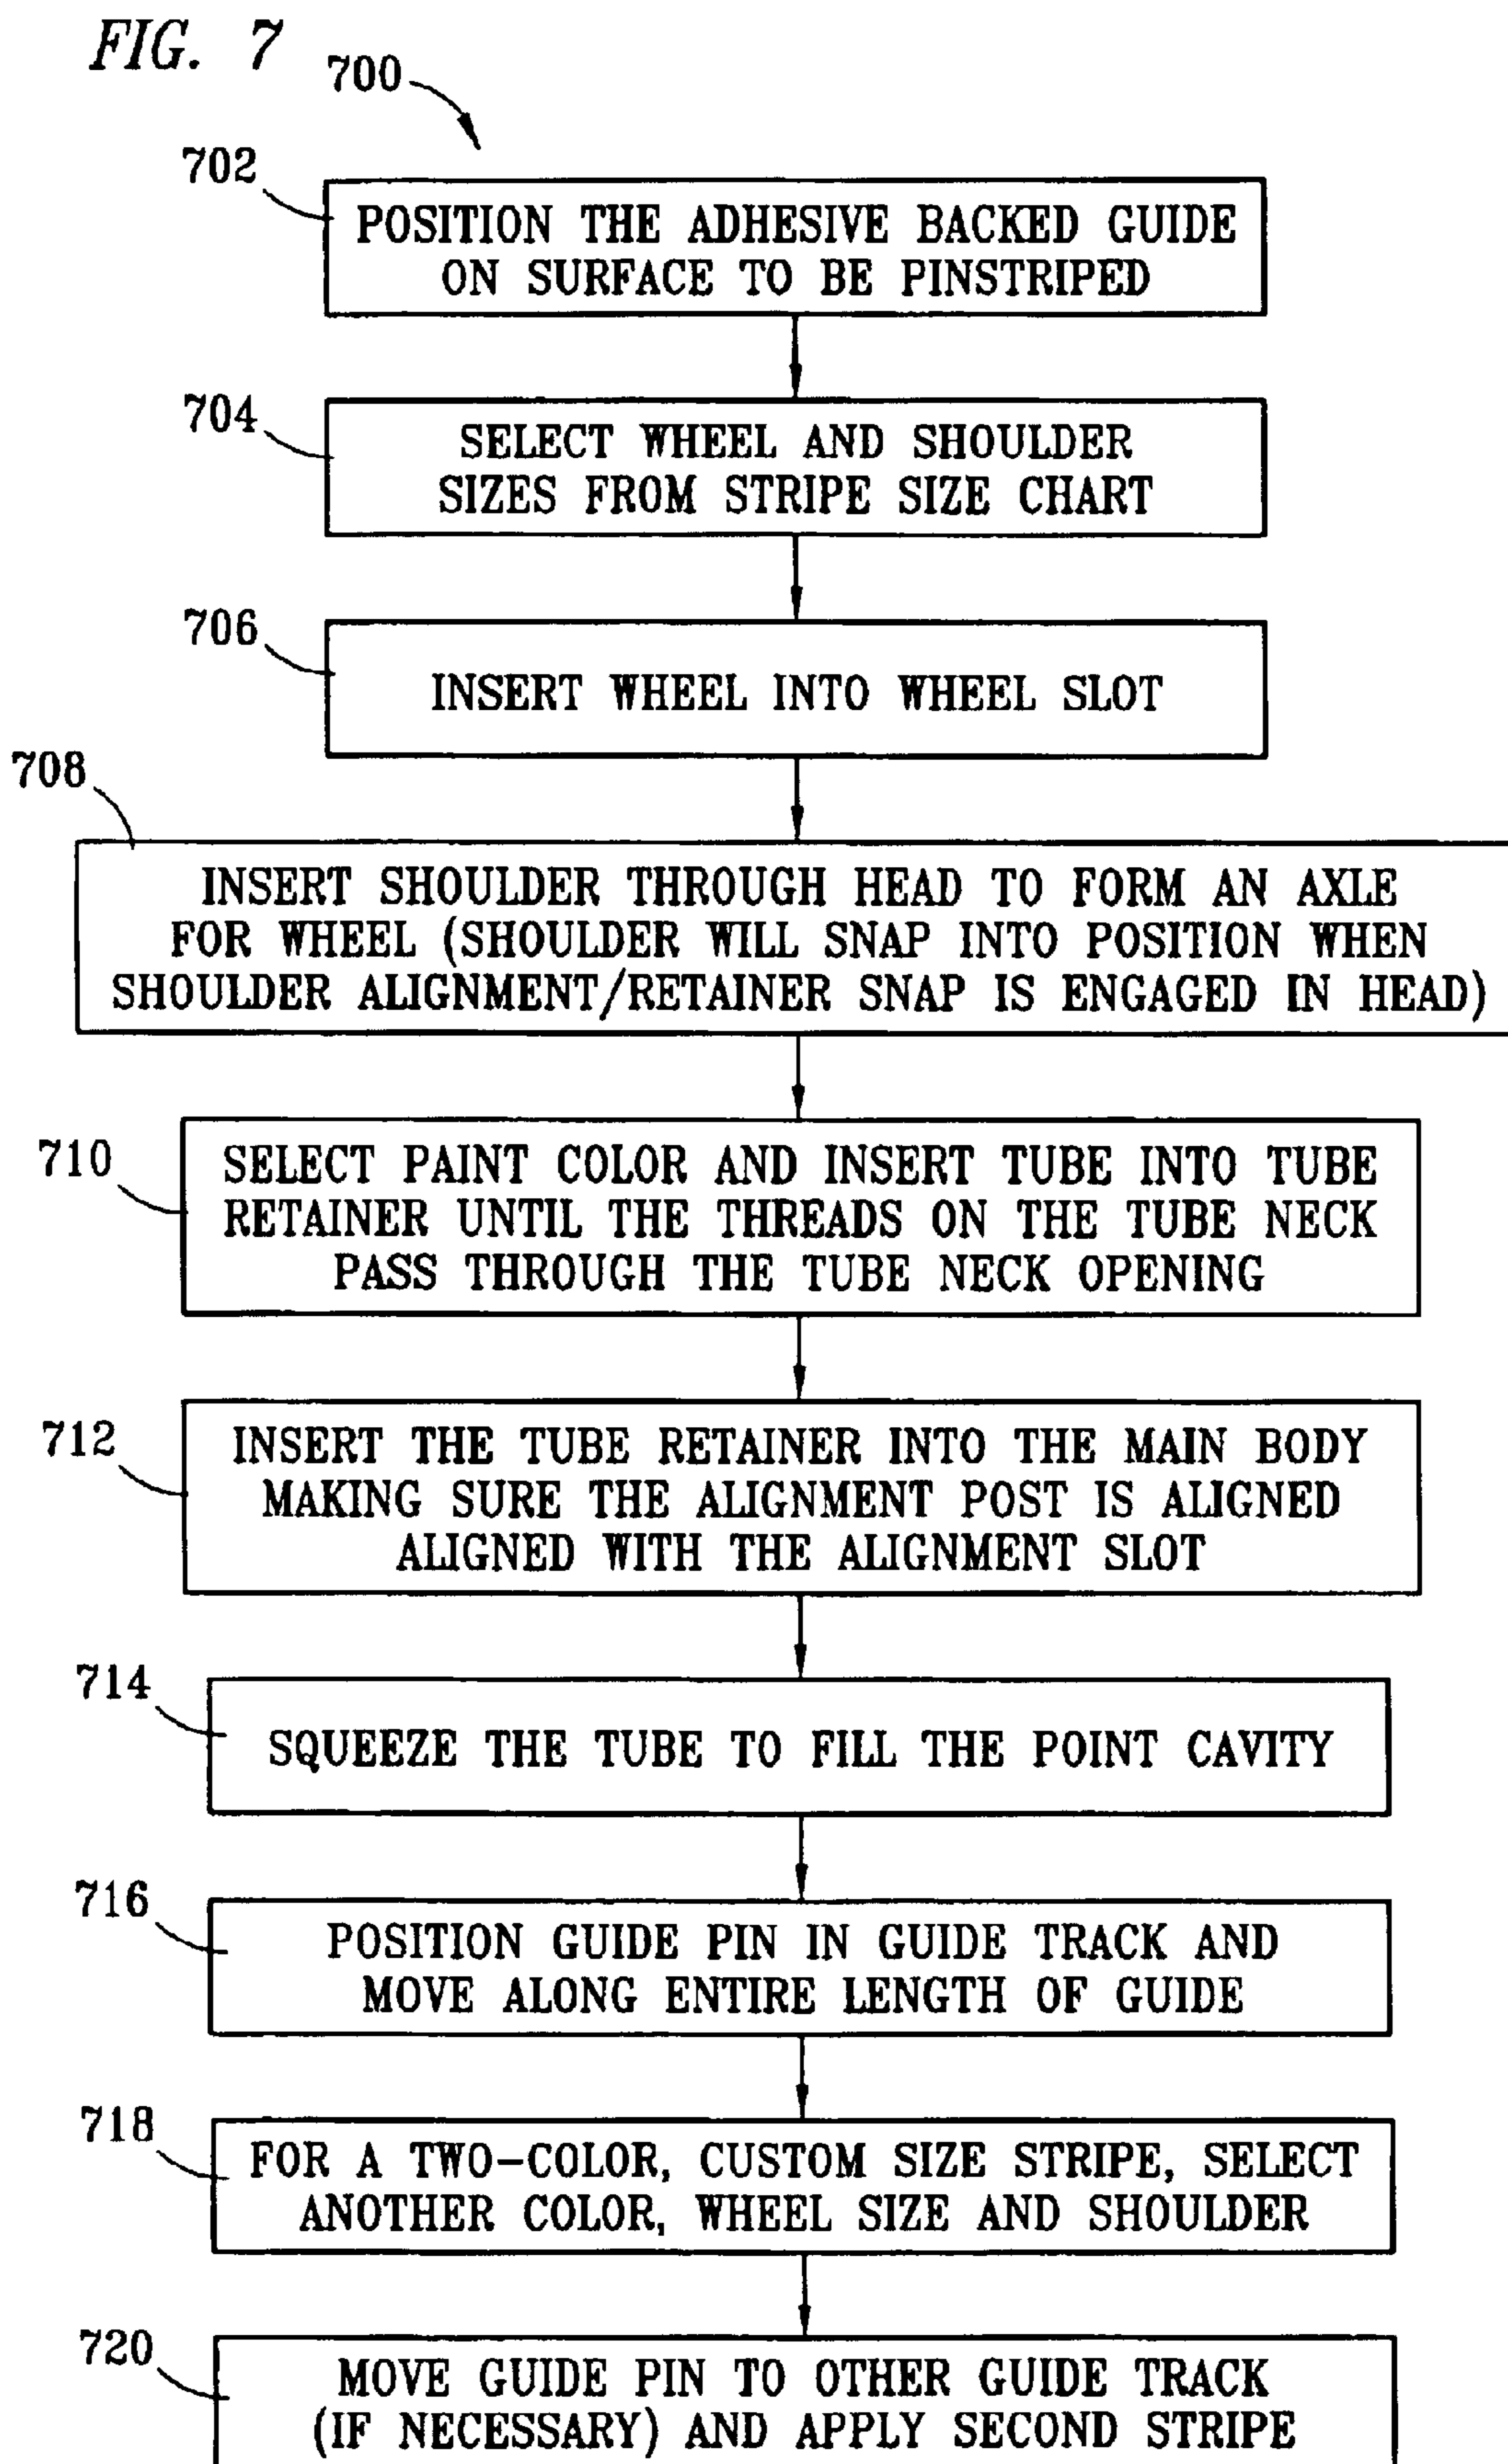 FIG. 7
700
702
POSITION THE ADHESIVE BACKED GUIDE
ON SURFACE TO BE PINSTRIPED
704
SELECT WHEEL AND SHOULDER
SIZES FROM STRIPE SIZE CHART
706
INSERT WHEEL INTO WHEEL SLOT
708
INSERT SHOULDER THROUGH HEAD TO FORM AN AXLE
FOR WHEEL (SHOULDER WILL SNAP INTO POSITION WHEN
SHOULDER ALIGNMENT/RETAINER SNAP IS ENGAGED IN HEAD)
710
SELECT PAINT COLOR AND INSERT TUBE INTO TUBE
RETAINER UNTIL THE THREADS ON THE TUBE NECK
PASS THROUGH THE TUBE NECK OPENING
712
INSERT THE TUBE RETAINER INTO THE MAIN BODY
MAKING SURE THE ALIGNMENT POST IS ALIGNED
ALIGNED WITH THE ALIGNMENT SLOT
714
SQUEEZE THE TUBE TO FILL THE POINT CAVITY
716
POSITION GUIDE PIN IN GUIDE TRACK AND
MOVE ALONG ENTIRE LENGTH OF GUIDE
718
FOR A TWO-COLOR, CUSTOM SIZE STRIPE, SELECT
ANOTHER COLOR, WHEEL SIZE AND SHOULDER
720
MOVE GUIDE PIN TO OTHER GUIDE TRACK
(IF NECESSARY) AND APPLY SECOND STRIPE